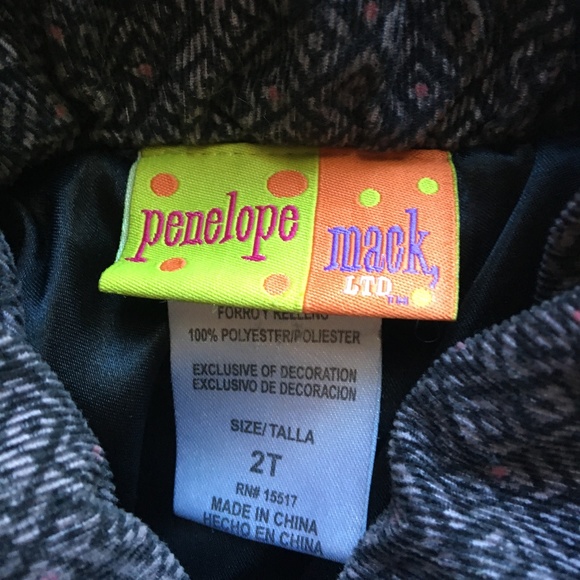 penelope
mack,
LTD.
FORRO Y RELLENO
100% POLYESTER/POLIESTER
EXCLUSIVE OF DECORATION
EXCLUSIVO DE DECORACION
SIZE/TALLA
2T
RN# 15517
MADE IN CHINA
HECHO EN CHINA